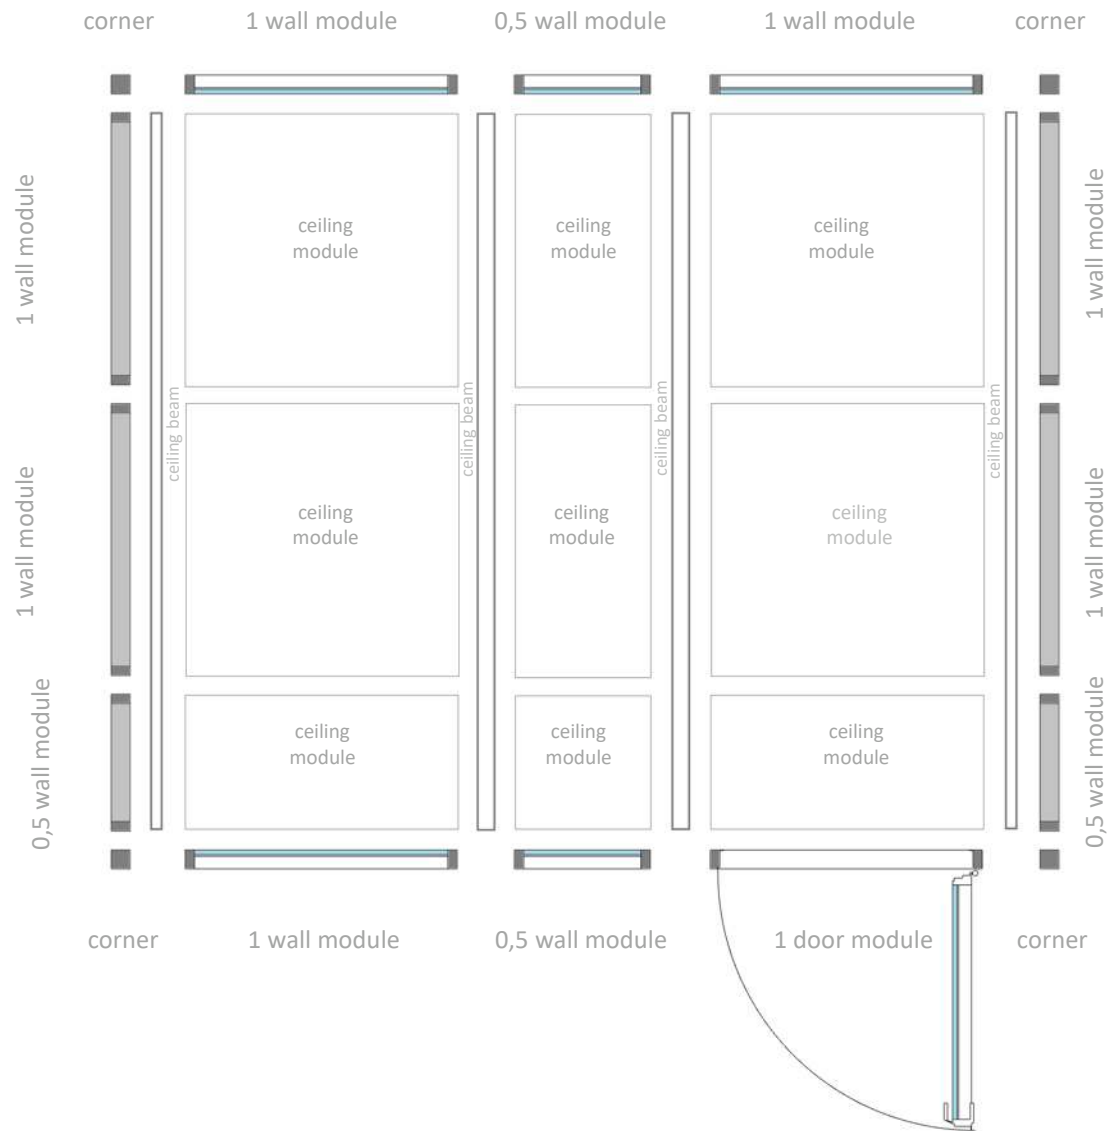 corner
1 wall module
0,5 wall module
1 wall module
corner
1 wall module
ceiling
module
ceiling
module
ceiling
module
1 wall module
ceiling beam
ceiling beam
ceiling beam
ceiling beam
1 wall module
ceiling
module
ceiling
module
ceiling
module
1 wall module
0,5 wall module
ceiling
module
ceiling
module
ceiling
module
0,5 wall module
corner
1 wall module
0,5 wall module
1 door module
corner